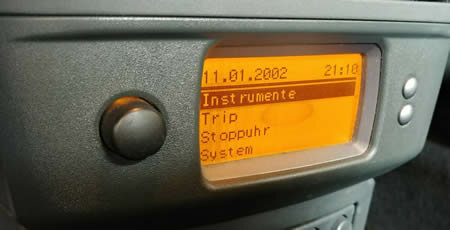 11.01.2002 21:10
Instrumente
Trip
Stoppuhr
System